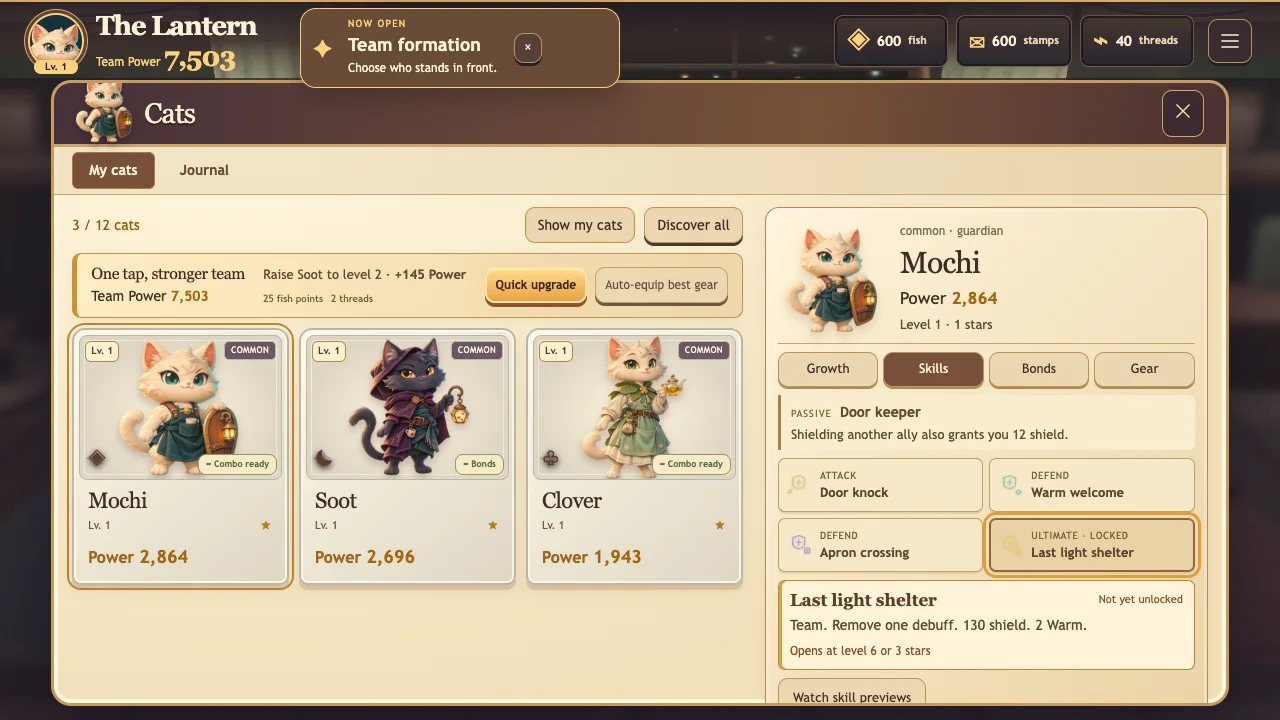 The Lantern
Team Power 7,503
Lv. 1
NOW OPEN
Team formation
Choose who stands in front.
×
600 fish
600 stamps
40 threads
Cats
My cats
Journal
3 / 12 cats
Show my cats
Discover all
One tap, stronger team
Team Power 7,503
Raise Soot to level 2 · +145 Power
25 fish points 2 threads
Quick upgrade
Auto-equip best gear
Lv. 1
COMMON
Combo ready
Mochi
Lv. 1
Power 2,864
Lv. 1
COMMON
Bonds
Soot
Lv. 1
Power 2,696
Lv. 1
COMMON
Combo ready
Clover
Lv. 1
Power 1,943
common · guardian
Mochi
Power 2,864
Level 1 · 1 stars
Growth
Skills
Bonds
Gear
PASSIVE Door keeper
Shielding another ally also grants you 12 shield.
ATTACK
Door knock
DEFEND
Warm welcome
DEFEND
Apron crossing
ULTIMATE · LOCKED
Last light shelter
Last light shelter
Not yet unlocked
Team. Remove one debuff. 130 shield. 2 Warm.
Opens at level 6 or 3 stars
Watch skill previews